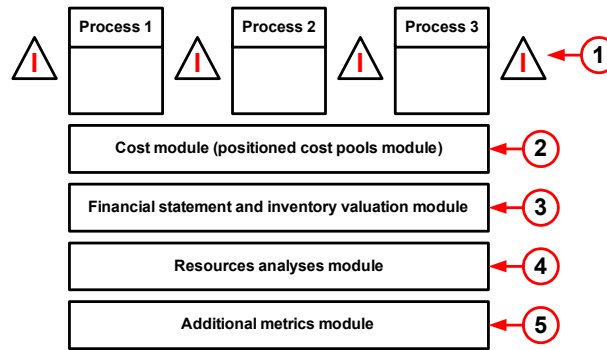 Process 1 Process 2 Process 3
I I I I 1
Cost module (positioned cost pools module) 2
Financial statement and inventory valuation module 3
Resources analyses module 4
Additional metrics module 5